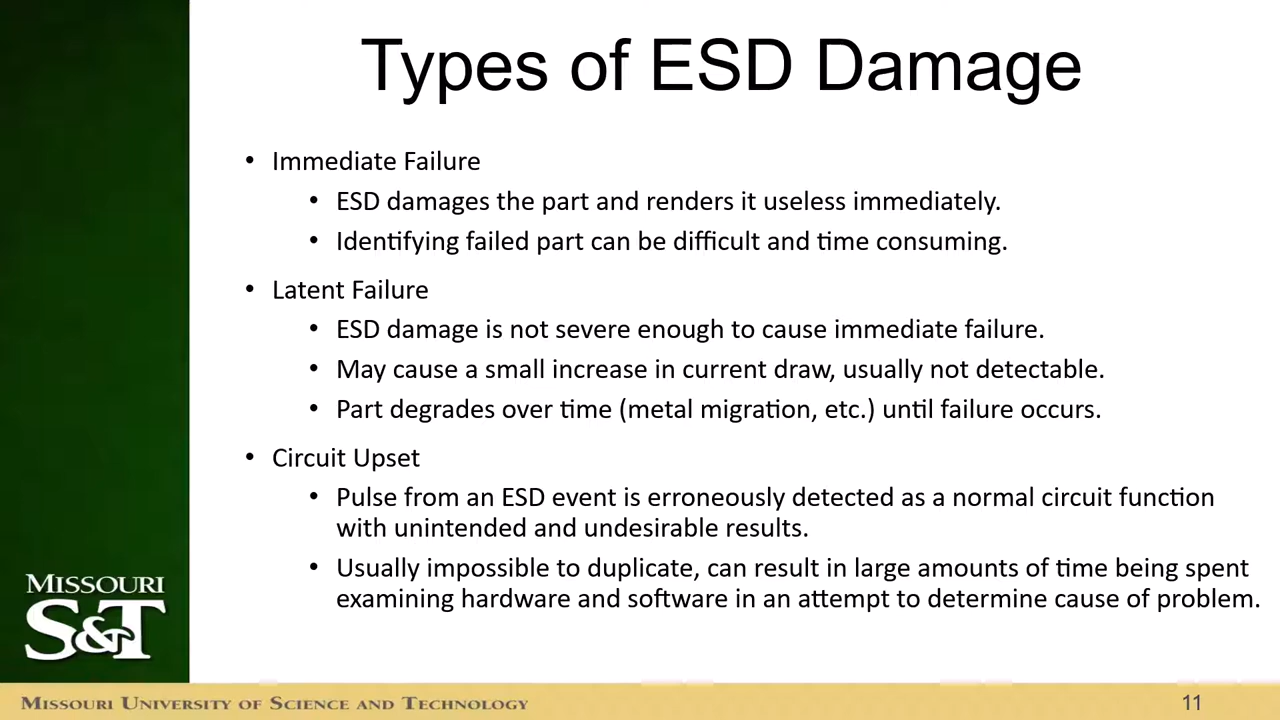 Types of ESD Damage
• Immediate Failure
• ESD damages the part and renders it useless immediately.
• Identifying failed part can be difficult and time consuming.
• Latent Failure
• ESD damage is not severe enough to cause immediate failure.
• May cause a small increase in current draw, usually not detectable.
• Part degrades over time (metal migration, etc.) until failure occurs.
• Circuit Upset
• Pulse from an ESD event is erroneously detected as a normal circuit function
with unintended and undesirable results.
• Usually impossible to duplicate, can result in large amounts of time being spent
examining hardware and software in an attempt to determine cause of problem.
MISSOURI
S&T
MISSOURI UNIVERSITY OF SCIENCE AND TECHNOLOGY
11